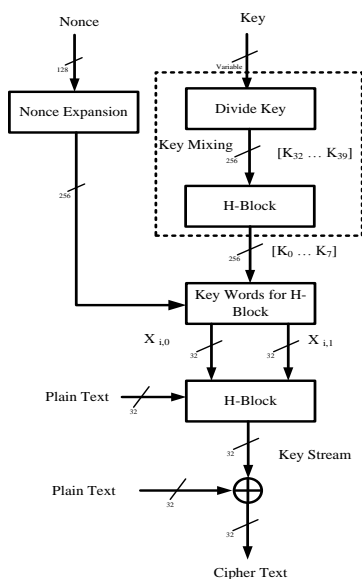 Nonce
Key
128
Variable
Nonce Expansion
Divide Key
Key Mixing
256
[K32 … K39]
256
H-Block
256
[K0 … K7]
Key Words for H-
Block
X i,0
32
32
X i,1
Plain Text
32
H-Block
32
Key Stream
Plain Text
32
32
Cipher Text